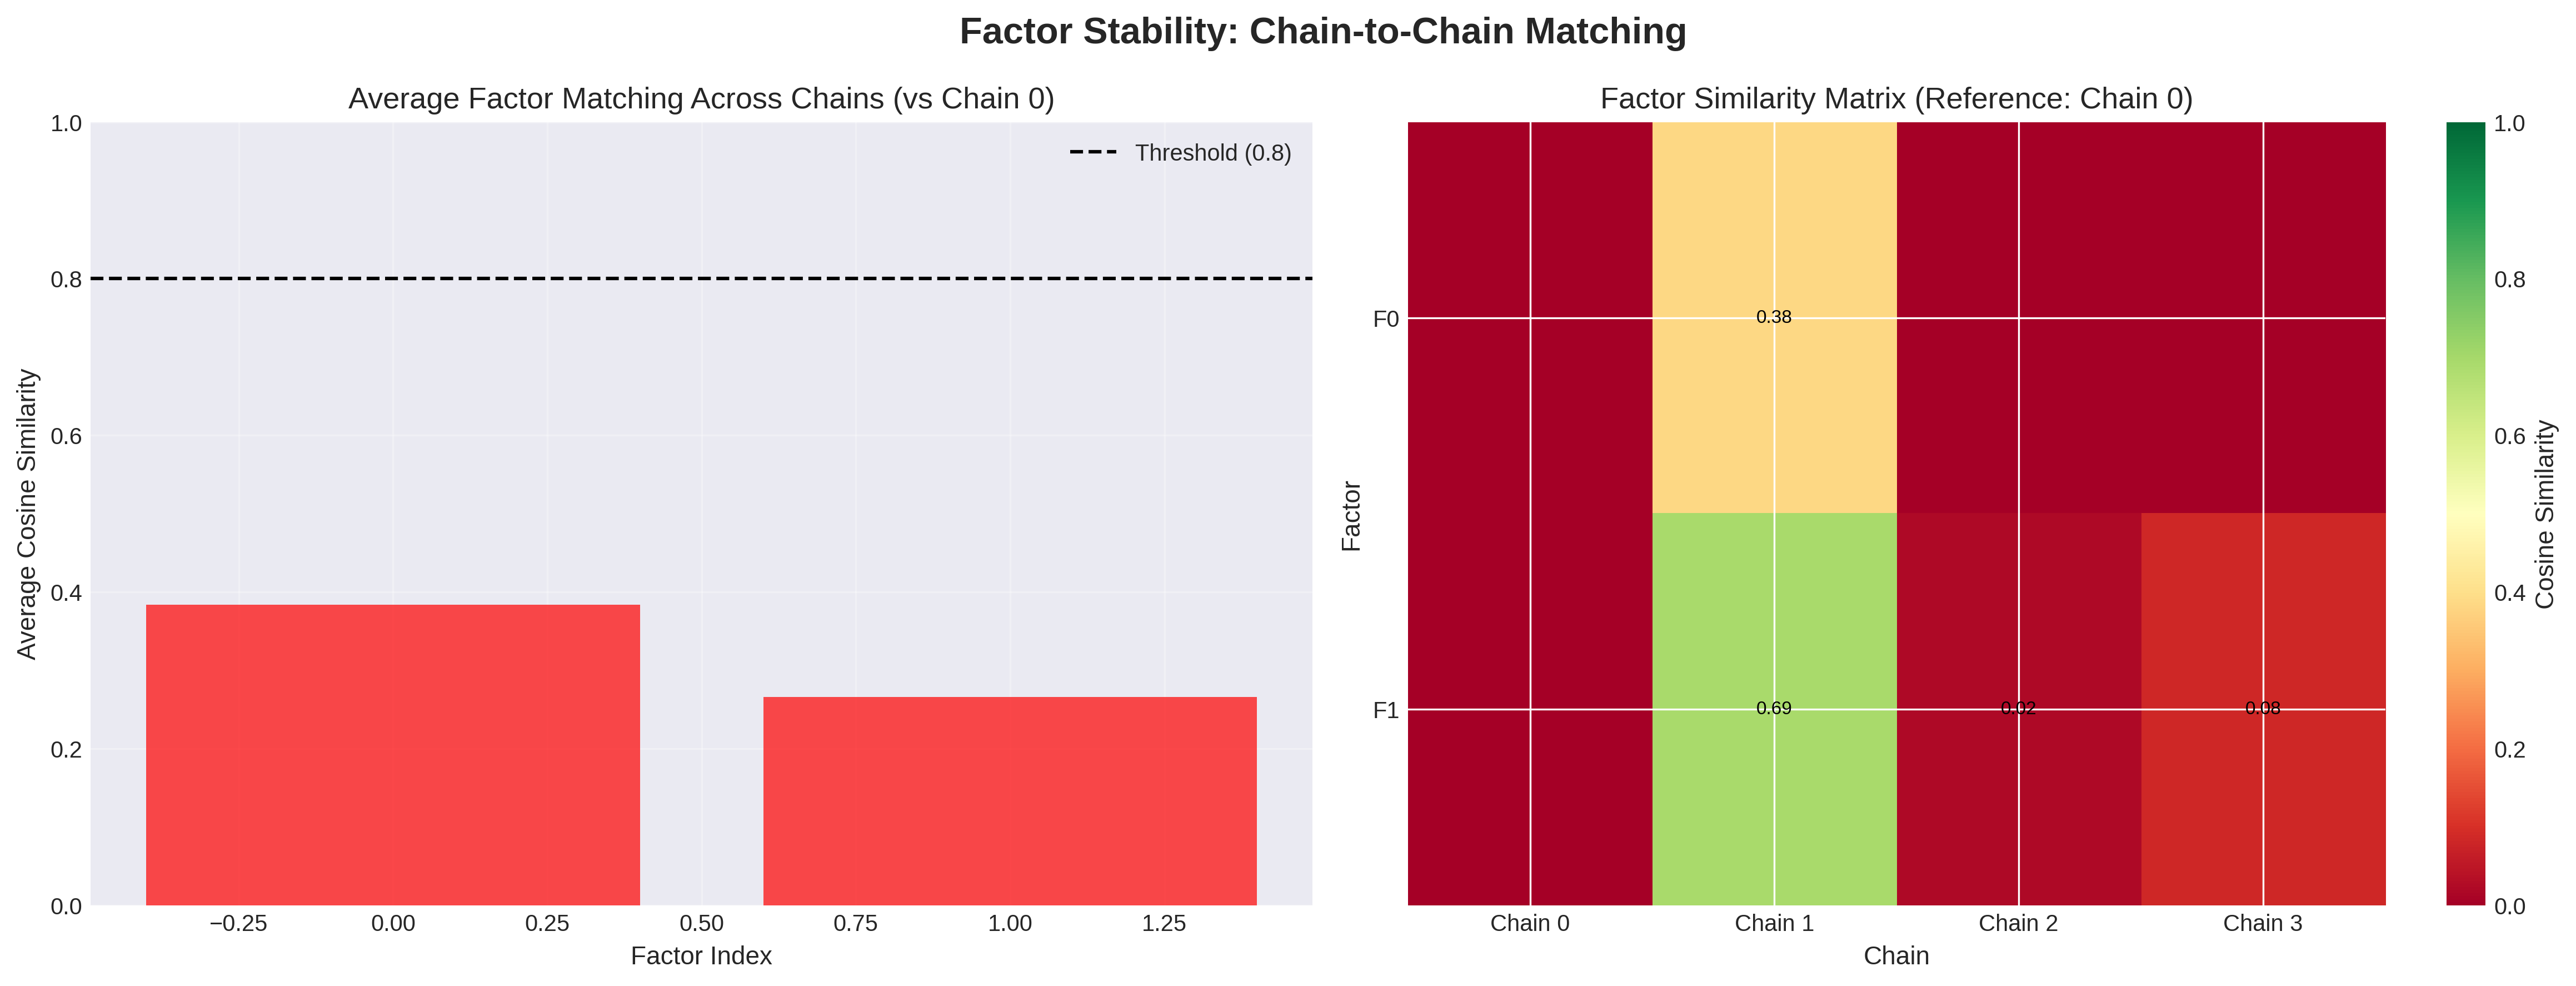 Factor Stability: Chain-to-Chain Matching
Average Factor Matching Across Chains (vs Chain 0)
Threshold (0.8)
1.0
0.8
0.6
0.4
0.2
0.0
Average Cosine Similarity
−0.25 0.00 0.25 0.50 0.75 1.00 1.25
Factor Index
Factor Similarity Matrix (Reference: Chain 0)
Factor
F0
0.38
F1
0.69 0.02 0.08
Chain 0 Chain 1 Chain 2 Chain 3
Chain
1.0
0.8
0.6
0.4
0.2
0.0
Cosine Similarity